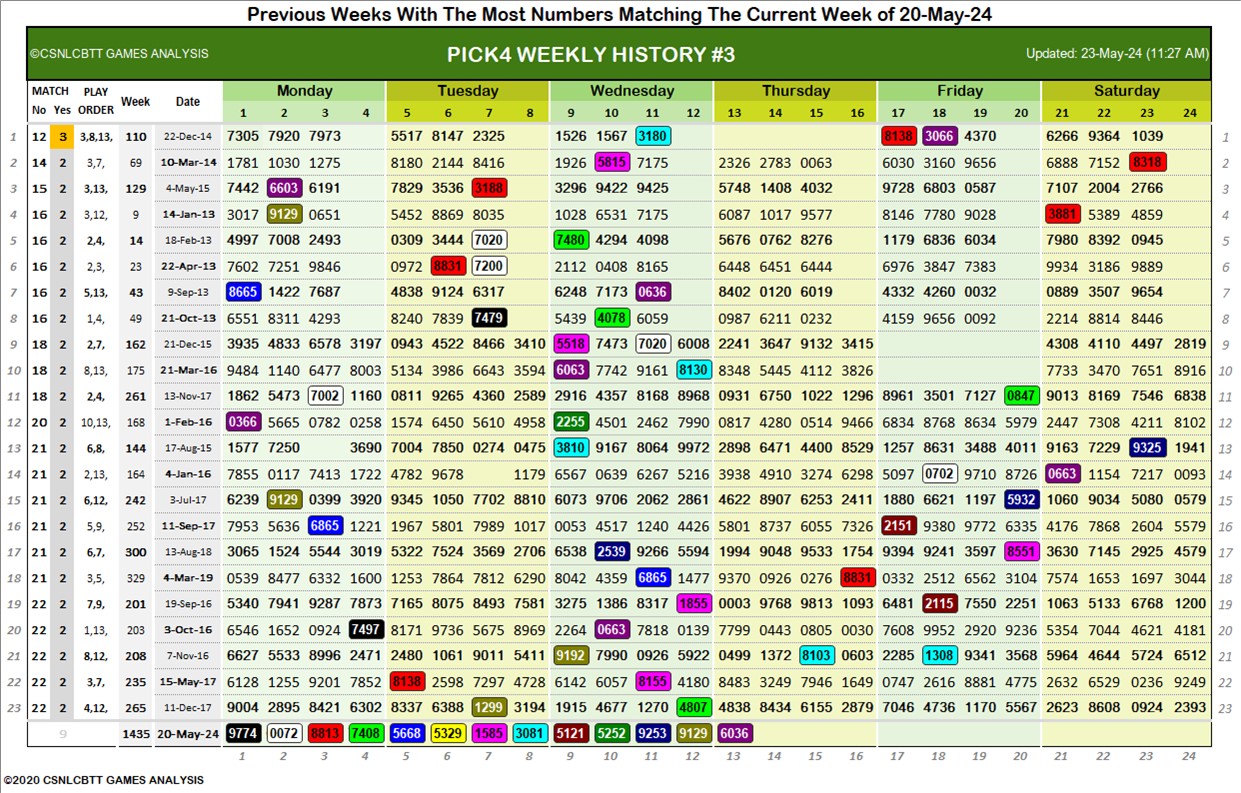 Previous Weeks With The Most Numbers Matching The Current Week of 20-May-24
©CSNLCBTT GAMES ANALYSIS PICK4 WEEKLY HISTORY #3 Updated: 23-May-24 (11:27 AM)
MATCH PLAY Week Date Monday Tuesday Wednesday Thursday Friday Saturday
No Yes ORDER 1 2 3 4 5 6 7 8 9 10 11 12 13 14 15 16 17 18 19 20 21 22 23 24
1 12 3 3,8,13, 110 22-Dec-14 7305 7920 7973 5517 8147 2325 1526 1567 3180 8138 3066 4370 6266 9364 1039 1
2 14 2 3,7, 69 10-Mar-14 1781 1030 1275 8180 2144 8416 1926 5815 7175 2326 2783 0063 6030 3160 9656 6888 7152 8318 2
3 15 2 3,13, 129 4-May-15 7442 6603 6191 7829 3536 3188 3296 9422 9425 5748 1408 4032 9728 6803 0587 7107 2004 2766 3
4 16 2 3,12, 9 14-Jan-13 3017 9129 0651 5452 8869 8035 1028 6531 7175 6087 1017 9577 8146 7780 9028 3881 5389 4859 4
5 16 2 2,4, 14 18-Feb-13 4997 7008 2493 0309 3444 7020 7480 4294 4098 5676 0762 8276 1179 6836 6034 7980 8392 0945 5
6 16 2 2,3, 23 22-Apr-13 7602 7251 9846 0972 8831 7200 2112 0408 8165 6448 6451 6444 6976 3847 7383 9934 3186 9889 6
7 16 2 5,13, 43 9-Sep-13 8665 1422 7687 4838 9124 6317 6248 7173 0636 8402 0120 6019 4332 4260 0032 0889 3507 9654 7
8 16 2 1,4, 49 21-Oct-13 6551 8311 4293 8240 7839 7479 5439 4078 6059 0987 6211 0232 4159 9656 0092 2214 8814 8446 8
9 18 2 2,7, 162 21-Dec-15 3935 4833 6578 3197 0943 4522 8466 3410 5518 7473 7020 6008 2241 3647 9132 3415 4308 4110 4497 2819 9
10 18 2 8,13, 175 21-Mar-16 9484 1140 6477 8003 5134 3986 6643 3594 6063 7742 9161 8130 8348 5445 4112 3826 7733 3470 7651 8916 10
11 18 2 2,4, 261 13-Nov-17 1862 5473 7002 1160 0811 9265 4360 2589 2916 4357 8168 8968 0931 6750 1022 1296 8961 3501 7127 0847 9013 8169 7546 6838 11
12 20 2 10,13, 168 1-Feb-16 0366 5665 0782 0258 1574 6450 5610 4958 2255 4501 2462 7990 0817 4280 0514 9466 6834 8768 8634 5979 2447 7308 4211 8102 12
13 21 2 6,8, 144 17-Aug-15 1577 7250 3690 7004 7850 0274 0475 3810 9167 8064 9972 2898 6471 4400 8529 1257 8631 3488 4011 9163 7229 9325 1941 13
14 21 2 2,13, 164 4-Jan-16 7855 0117 7413 1722 4782 9678 1179 6567 0639 6267 5216 3938 4910 3274 6298 5097 0702 9710 8726 0663 1154 7217 0093 14
15 21 2 6,12, 242 3-Jul-17 6239 9129 0399 3920 9345 1050 7702 8810 6073 9709 2062 2861 4422 8907 6253 2411 1880 6621 1197 5932 1060 9034 5080 0579 15
16 21 2 5,9, 252 11-Sep-17 7953 5636 6865 1221 1967 5801 7989 1017 0053 4517 1240 4426 5801 8737 6055 7326 2151 9380 9772 6335 4176 7868 2604 5579 16
17 21 2 6,7, 300 13-Aug-18 3065 1524 5544 3019 5322 7524 3569 2706 6538 2539 9266 5594 1994 9048 9533 1754 9394 9241 3597 8551 3630 7145 2925 4579 17
18 21 2 3,5, 329 4-Mar-19 0539 8477 6332 1600 1253 7864 7812 6290 8042 4359 6865 1477 9370 0926 0276 8831 0332 2512 6562 3104 7574 1653 1697 3044 18
19 22 2 7,9, 201 19-Sep-16 5340 7941 9287 7873 7165 8075 8493 7581 3275 1386 8317 1855 0003 9768 9813 1093 6481 2115 7550 2251 1063 5133 6768 1200 19
20 22 2 1,13, 203 3-Oct-16 6546 1652 0924 7497 8171 9736 5675 8969 2264 0663 7818 0139 7799 0443 0805 0030 7608 9952 2920 9236 5354 7044 4621 4181 20
21 22 2 8,12, 208 7-Nov-16 6627 5533 8996 2471 2480 1061 9011 5411 9192 7990 0926 5922 0499 1372 8103 0603 2285 1308 9341 3568 5964 4644 5724 6512 21
22 22 2 3,7, 235 15-May-17 6128 1255 9201 7852 8138 2598 7297 4728 6142 6057 8155 4180 8483 3249 7946 1649 0747 2616 8881 4775 2635 2529 0236 9249 22
23 22 2 4,12, 265 11-Dec-17 9004 2895 8421 6302 8337 6388 1299 3194 1915 4677 1270 4807 4838 8434 6155 2879 7046 4736 1170 5567 2623 8608 0924 2393 23
9 1435 20-May-24 9774 0072 8813 7408 5668 5329 1585 3081 5121 5252 9253 9129 6036
1 2 3 4 5 6 7 8 9 10 11 12 13 14 15 16 17 18 19 20 21 22 23 24
©2020 CSNLCBTT GAMES ANALYSIS